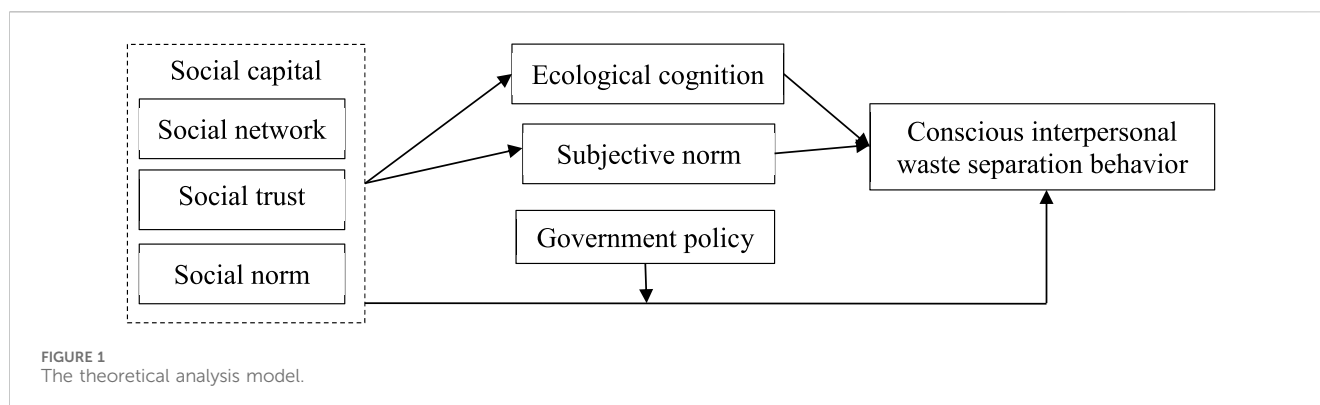 Social capital
Social network
Social trust
Social norm
Ecological cognition
Subjective norm
Government policy
Conscious interpersonal
waste separation behavior
FIGURE 1
The theoretical analysis model.